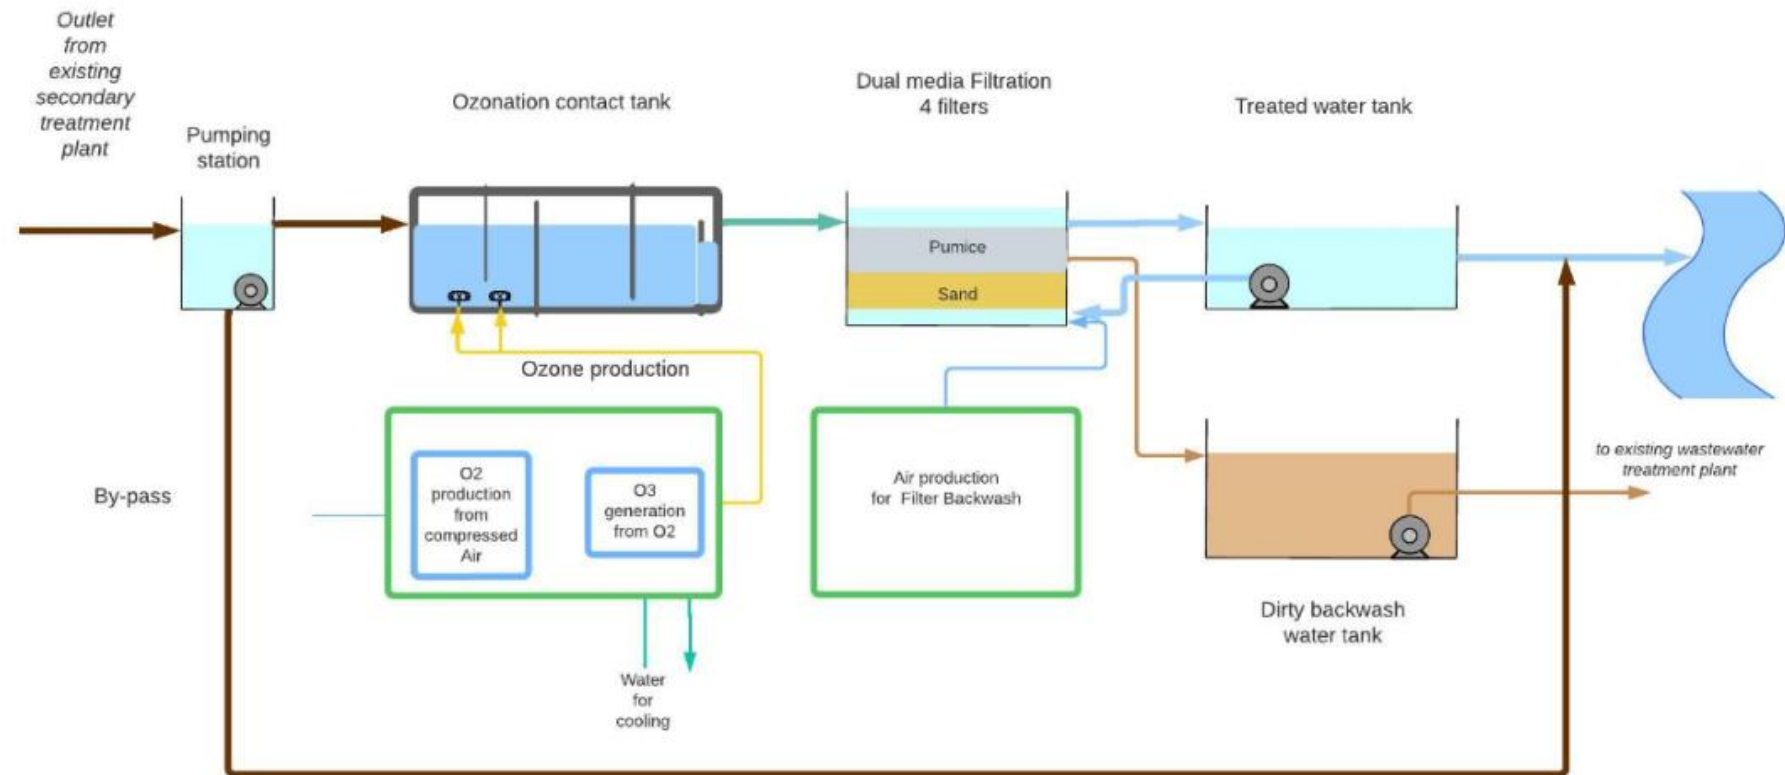 Outlet
from
existing
secondary
treatment
plant
Pumping
station
Ozonation contact tank
Dual media Filtration
4 filters
Treated water tank
Pumice
Sand
Ozone production
O2
production
from
compressed
Air
O3
generation
from O2
Air production
for Filter Backwash
By-pass
to existing wastewater
treatment plant
Dirty backwash
water tank
Water
for
cooling